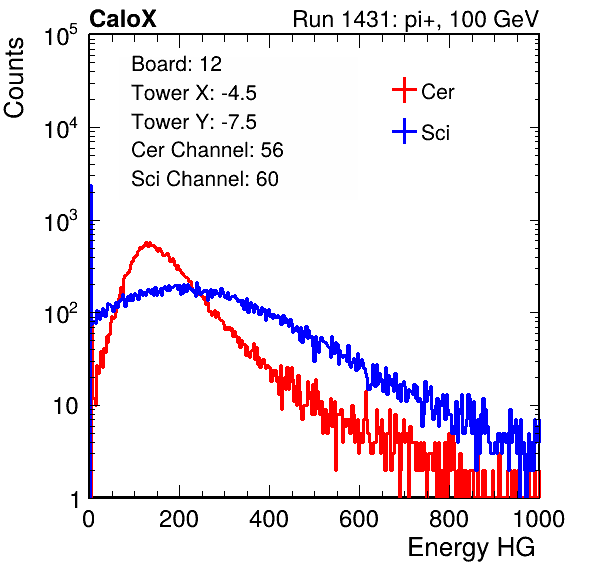 CaloX Run 1431: pi+, 100 GeV
Counts
Board: 12
Tower X: -4.5
Tower Y: -7.5
Cer Channel: 56
Sci Channel: 60
Cer
Sci
10^5
10^4
10^3
10^2
10
1
0 200 400 600 800 1000
Energy HG